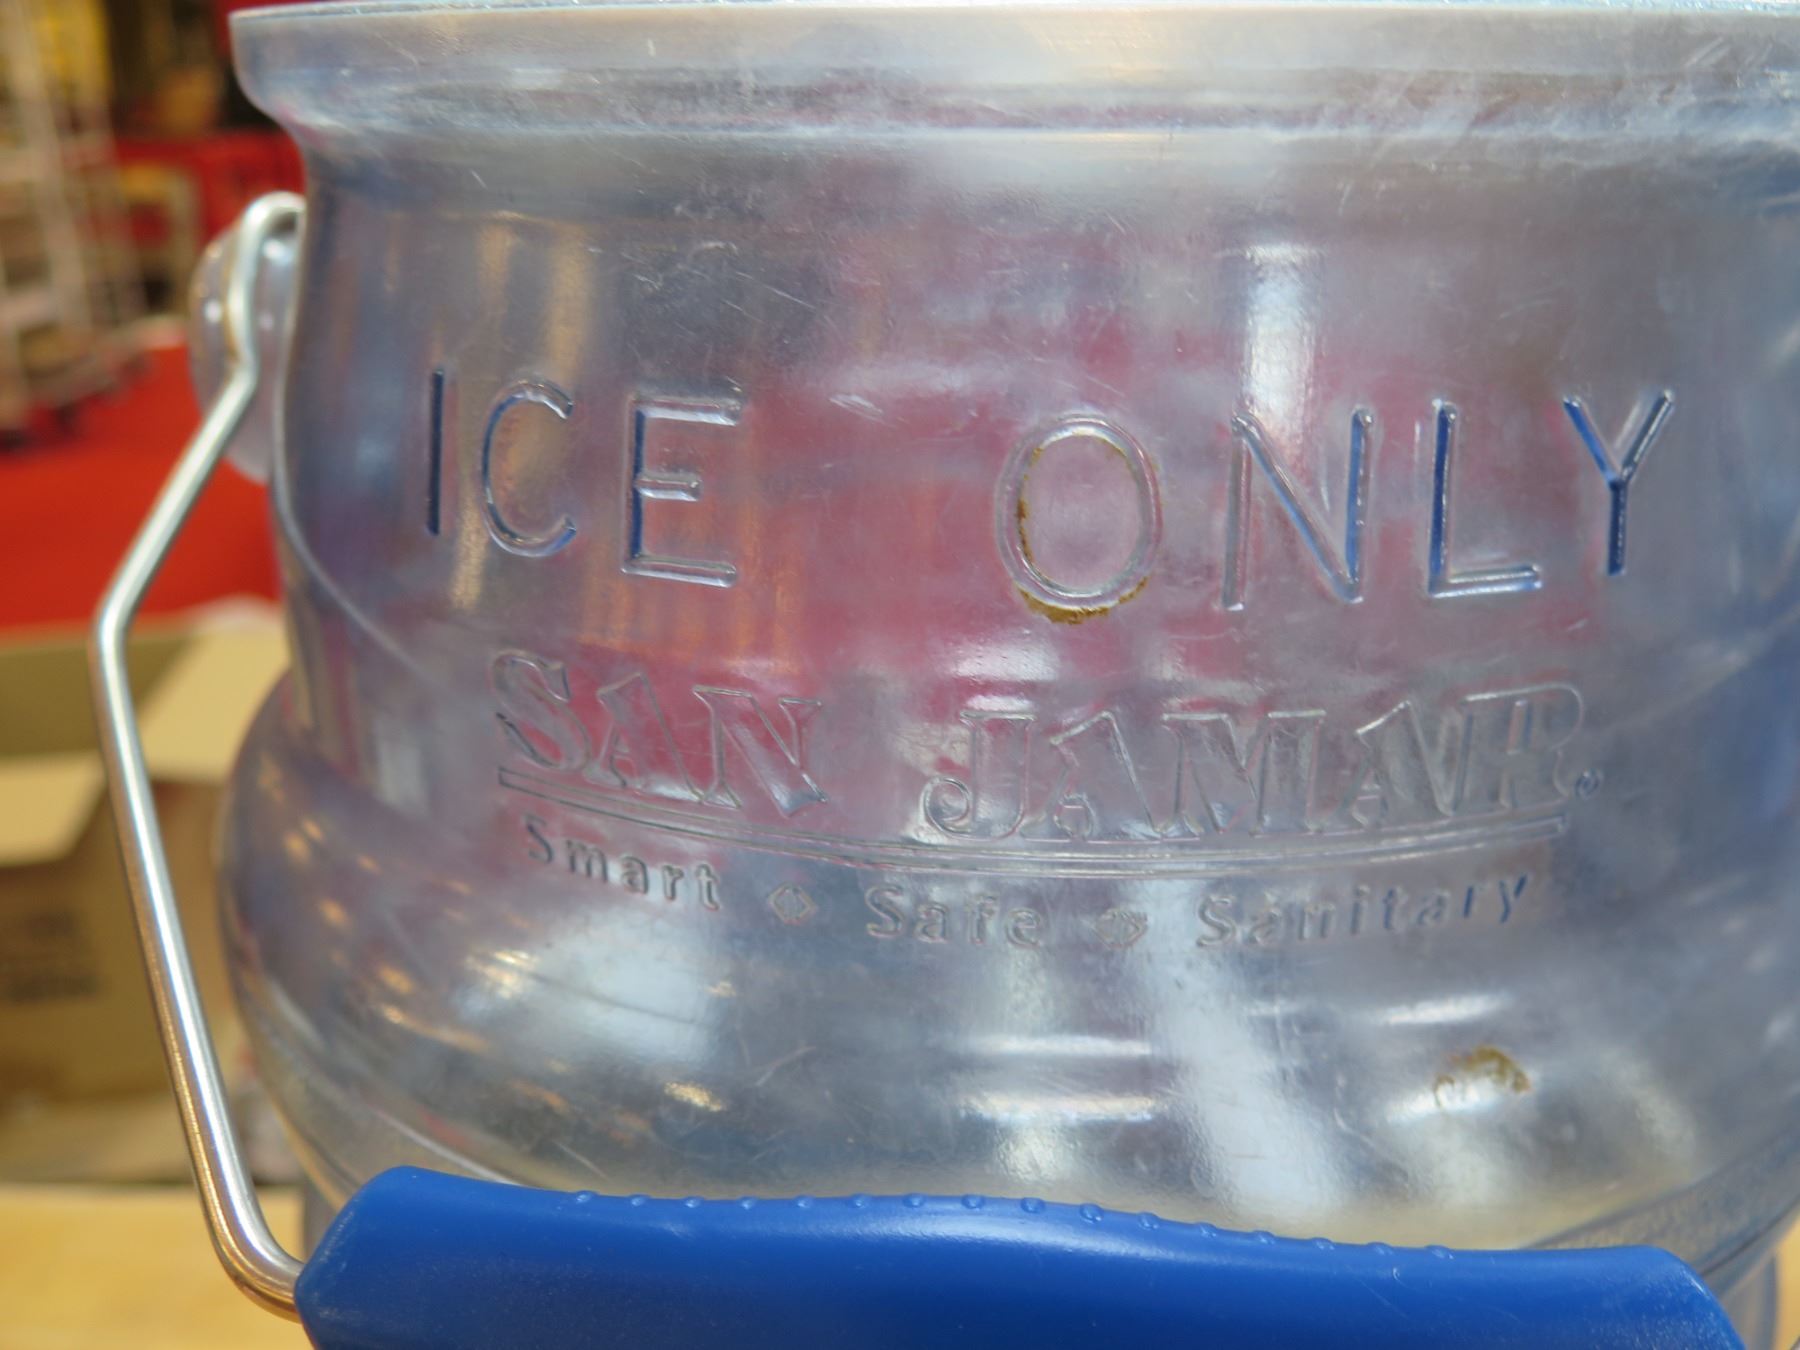 ICE ONLY
SAN JAMAR.
Smart ◇ Safe ◇ Sanitary